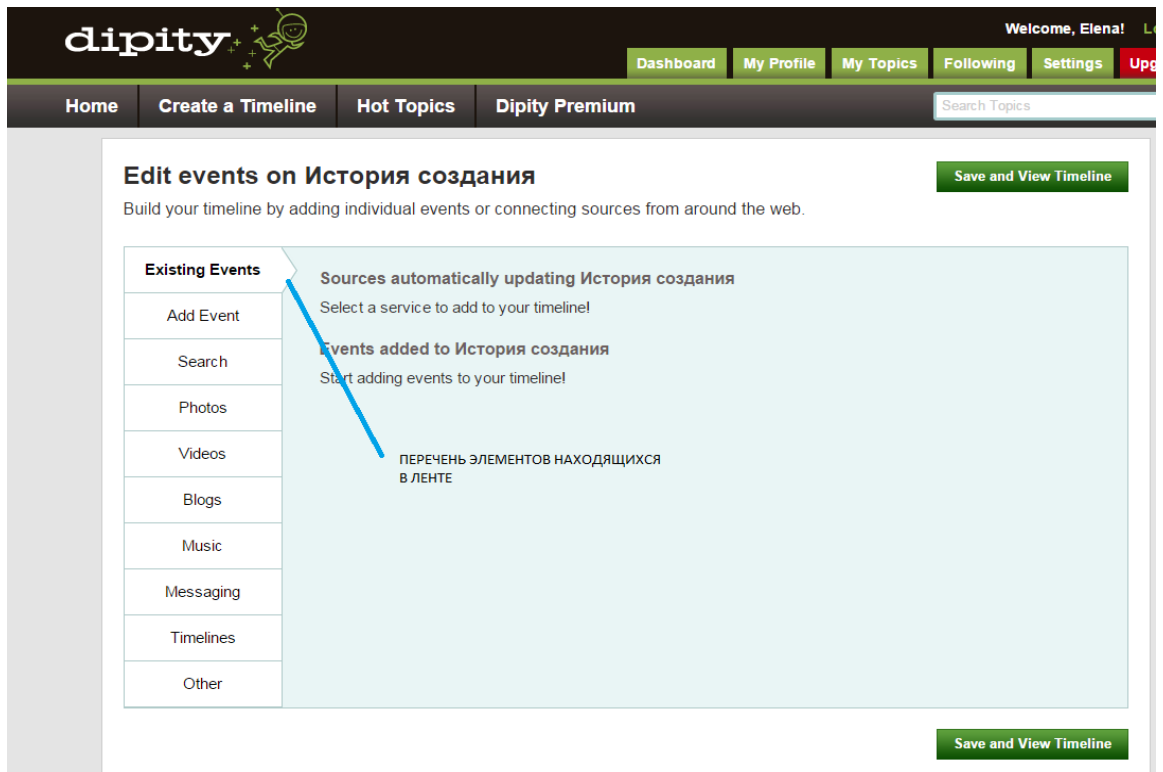 dipity
Welcome, Elena!
Dashboard My Profile My Topics Following Settings
Home Create a Timeline Hot Topics Dipity Premium Search Topics
Edit events on История создания
Save and View Timeline
Build your timeline by adding individual events or connecting sources from around the web.
Existing Events
Add Event
Search
Photos
Videos
Blogs
Music
Messaging
Timelines
Other
Sources automatically updating История создания
Select a service to add to your timeline!
Events added to История создания
Start adding events to your timeline!
ПЕРЕЧЕНЬ ЭЛЕМЕНТОВ НАХОДЯЩИХСЯ
В ЛЕНТЕ
Save and View Timeline